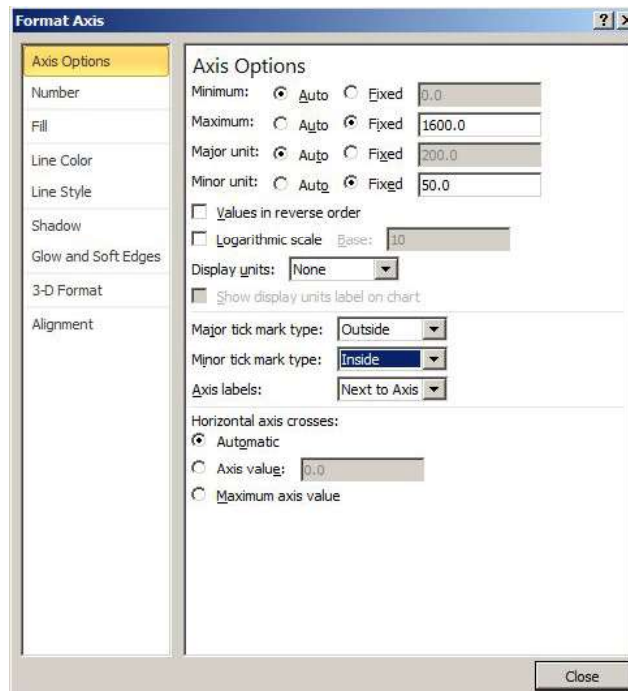 Format Axis
Axis Options
Number
Fill
Line Color
Line Style
Shadow
Glow and Soft Edges
3-D Format
Alignment
Axis Options
Minimum: Auto Fixed 0.0
Maximum: Auto Fixed 1600.0
Major unit: Auto Fixed 200.0
Minor unit: Auto Fixed 50.0
Values in reverse order
Logarithmic scale Base: 10
Display units: None
Show display units label on chart
Major tick mark type: Outside
Minor tick mark type: Inside
Axis labels: Next to Axis
Horizontal axis crosses:
Automatic
Axis value: 0.0
Maximum axis value
Close